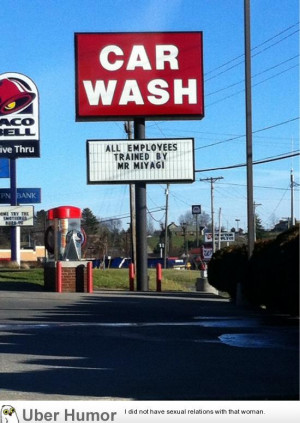 CAR
WASH
ALL EMPLOYEES
TRAINED BY
MR MIYAGI
TACO
BELL
Drive Thru
BANK
Uber Humor
I did not have sexual relations with that woman.